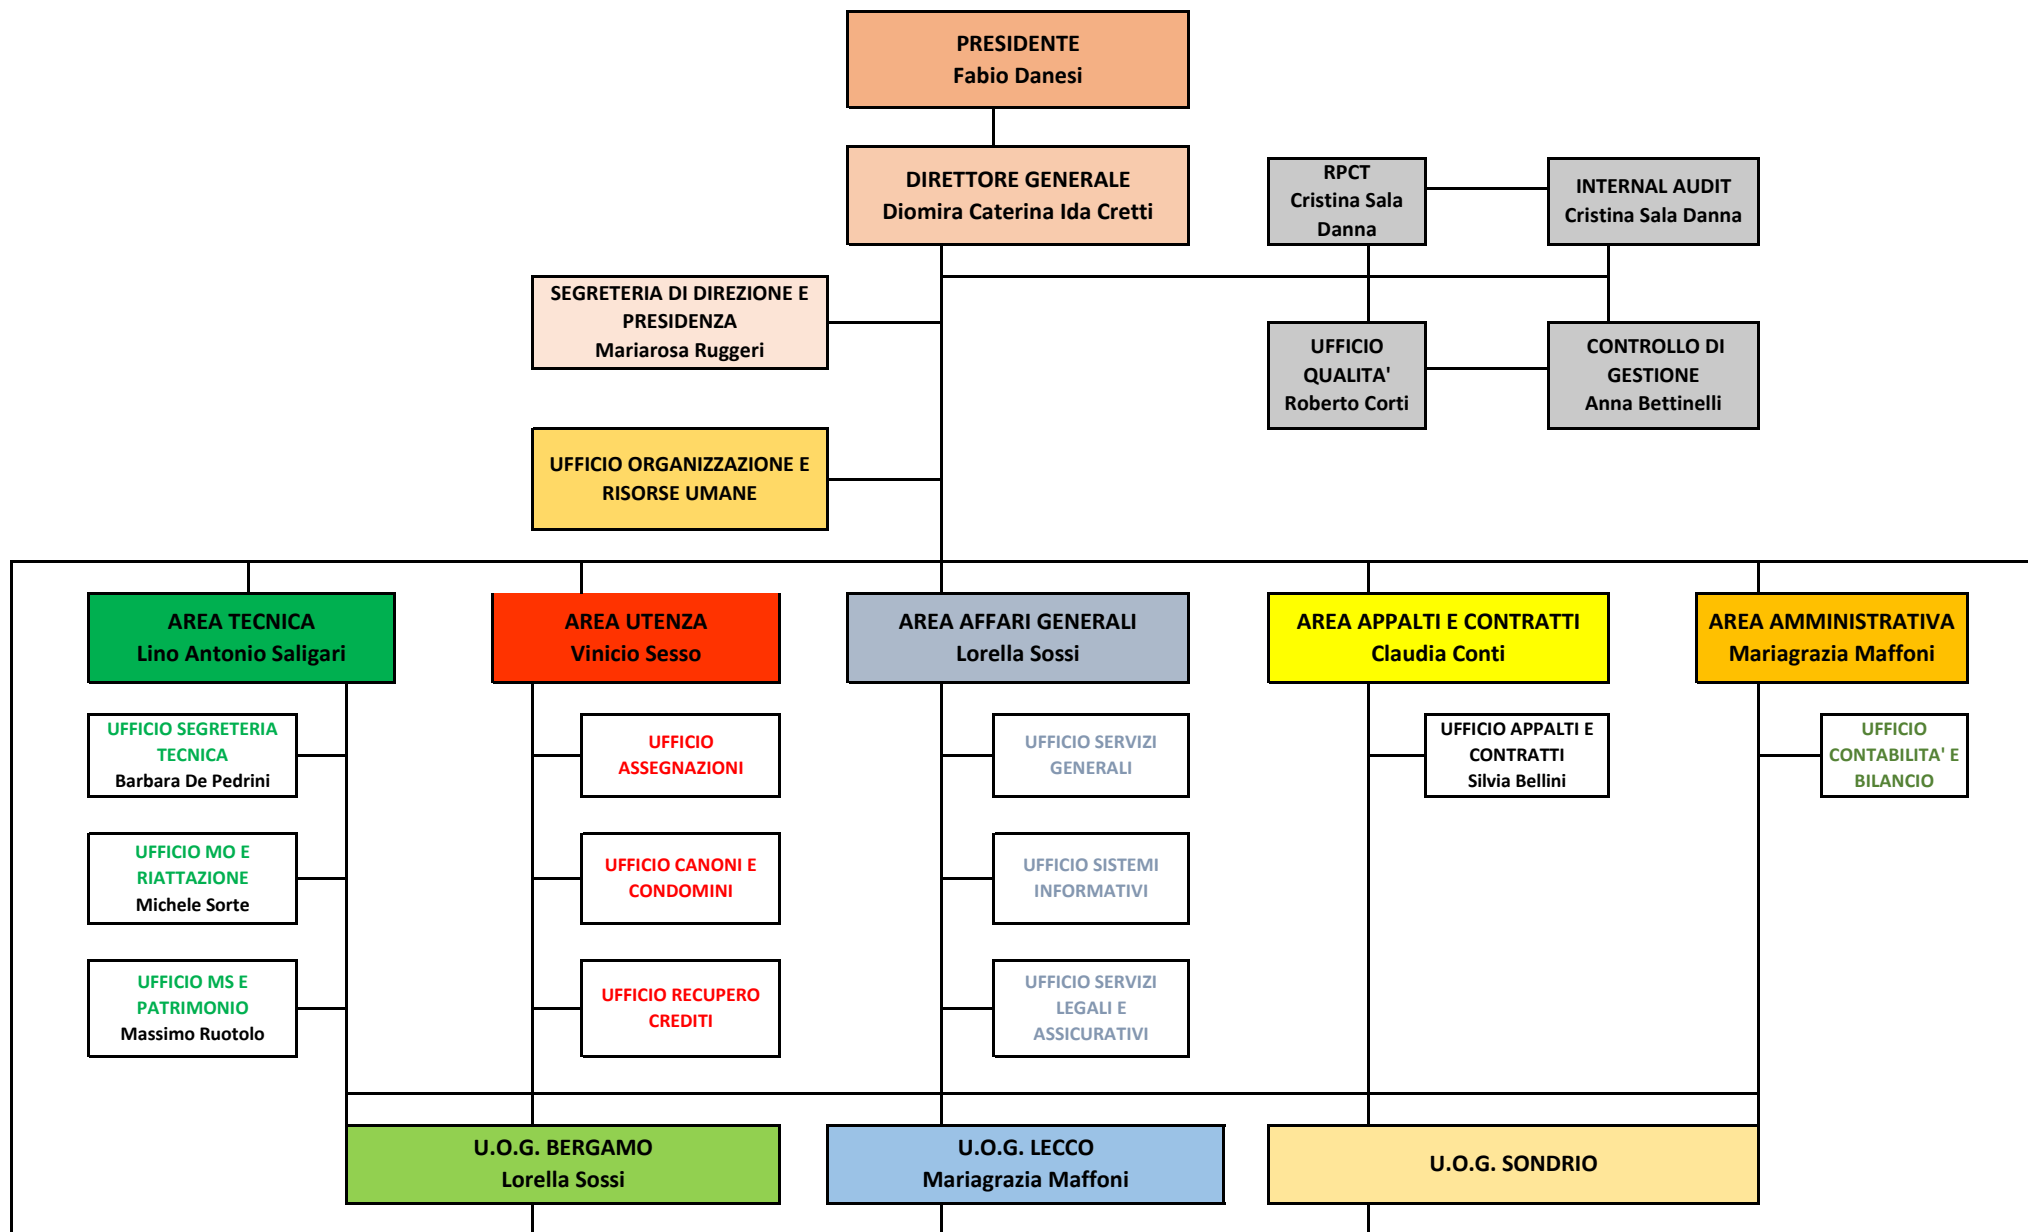 PRESIDENTE
Fabio Danesi
DIRETTORE GENERALE
Diomira Caterina Ida Cretti
RPCT
Cristina Sala
Danna
INTERNAL AUDIT
Cristina Sala Danna
SEGRETERIA DI DIREZIONE E
PRESIDENZA
Mariarosa Ruggeri
UFFICIO
QUALITA'
Roberto Corti
CONTROLLO DI
GESTIONE
Anna Bettinelli
UFFICIO ORGANIZZAZIONE E
RISORSE UMANE
AREA TECNICA
Lino Antonio Saligari
AREA UTENZA
Vinicio Sesso
AREA AFFARI GENERALI
Lorella Sossi
AREA APPALTI E CONTRATTI
Claudia Conti
AREA AMMINISTRATIVA
Mariagrazia Maffoni
UFFICIO SEGRETERIA
TECNICA
Barbara De Pedrini
UFFICIO
ASSEGNAZIONI
UFFICIO SERVIZI
GENERALI
UFFICIO APPALTI E
CONTRATTI
Silvia Bellini
UFFICIO
CONTABILITA' E
BILANCIO
UFFICIO MO E
RIATTAZIONE
Michele Sorte
UFFICIO CANONI E
CONDOMINI
UFFICIO SISTEMI
INFORMATIVI
UFFICIO MS E
PATRIMONIO
Massimo Ruotolo
UFFICIO RECUPERO
CREDITI
UFFICIO SERVIZI
LEGALI E
ASSICURATIVI
U.O.G. BERGAMO
Lorella Sossi
U.O.G. LECCO
Mariagrazia Maffoni
U.O.G. SONDRIO